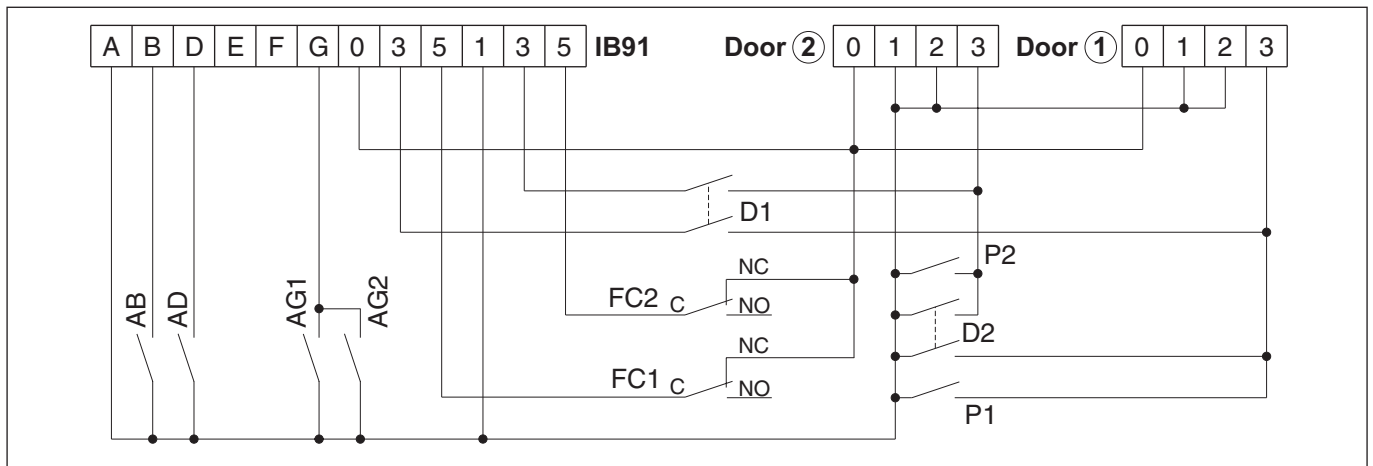 A B D E F G 0 3 5 1 3 5 IB91 Door 2 0 1 2 3 Door 1 0 1 2 3
D1
NC P2
AB AD AG1 AG2 FC2 C NO
D2
NC
FC1 C NO
P1